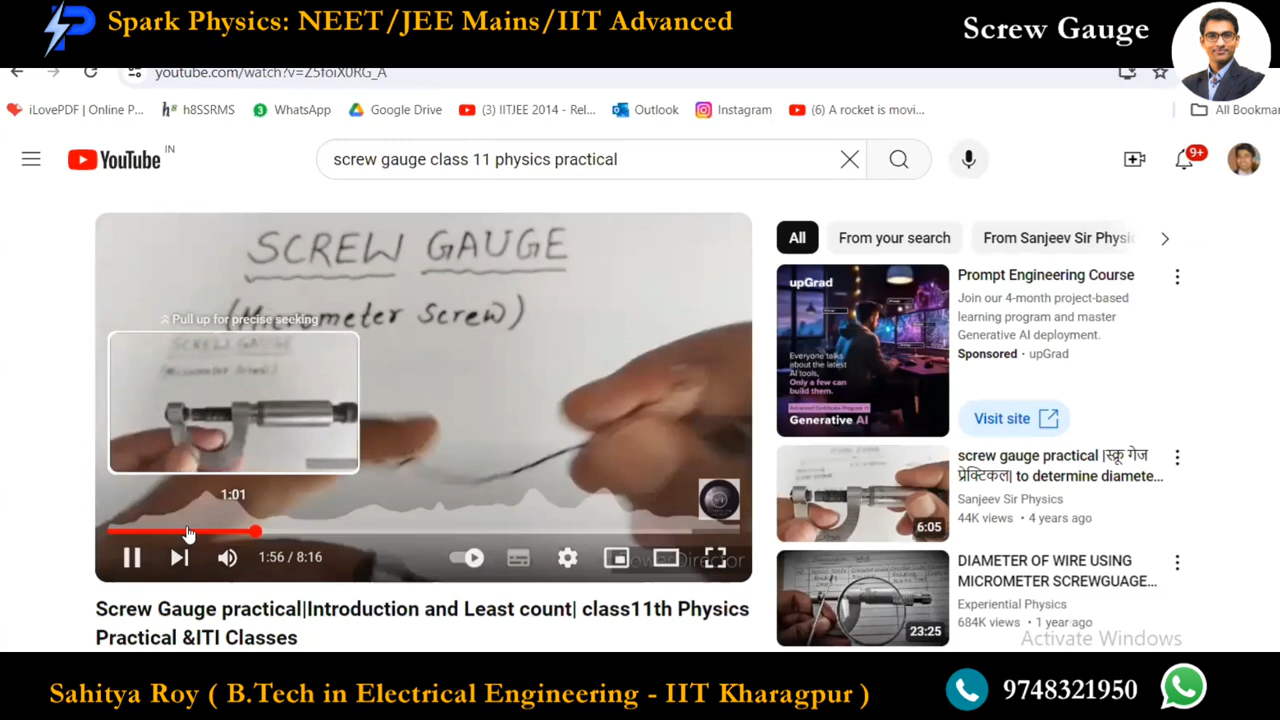 Spark Physics: NEET/JEE Mains/IIT Advanced
Screw Gauge
youtube.com/watch?v=Z5foiX0RG_A
iLovePDF | Online P...
h8SSRMS
WhatsApp
Google Drive
(3) IITJEE 2014 - Rel...
Outlook
Instagram
(6) A rocket is movi...
All Bookmar
YouTube IN
screw gauge class 11 physics practical
9+
SCREW GAUGE
(Micrometer Screw)
Pull up for precise seeking
SCREW GAUGE
(Micrometer Screw)
1:01
1:56 / 8:16
PowerDirector
Screw Gauge practical|Introduction and Least count| class11th Physics
Practical &ITI Classes
All
From your search
From Sanjeev Sir Physic
upGrad
Everyone talks
about the latest
AI tools,
Only a few can
build them.
Generative AI
Prompt Engineering Course
Join our 4-month project-based
learning program and master
Generative AI deployment.
Sponsored · upGrad
Visit site
screw gauge practical |स्क्रू गेज
प्रेक्टिकल| to determine diamete...
Sanjeev Sir Physics
44K views · 4 years ago
6:05
DIAMETER OF WIRE USING
MICROMETER SCREWGUAGE...
Experiential Physics
684K views · 1 year ago
23:25
Activate Windows
Sahitya Roy ( B.Tech in Electrical Engineering - IIT Kharagpur )
9748321950